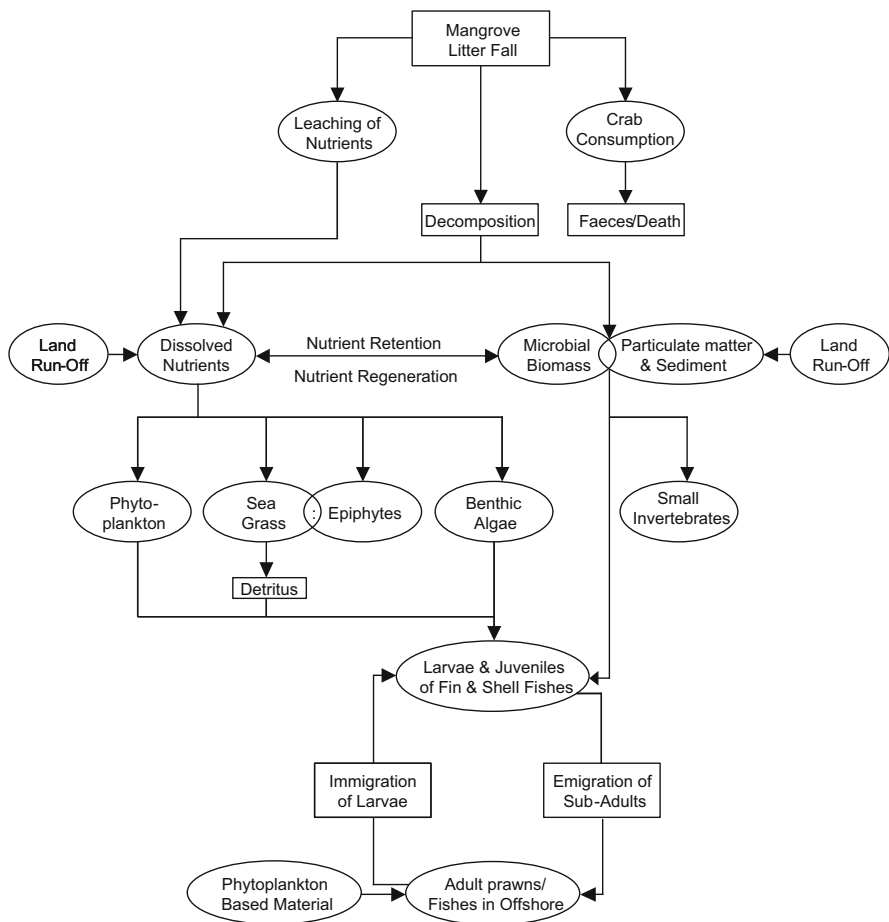 Mangrove
Litter Fall
Leaching of
Nutrients
Crab
Consumption
Decomposition
Faeces/Death
Land
Run-Off
Dissolved
Nutrients
Nutrient Retention
Nutrient Regeneration
Microbial
Biomass
Particulate matter
& Sediment
Land
Run-Off
Phyto-
plankton
Sea
Grass
:
Epiphytes
Benthic
Algae
Small
Invertebrates
Detritus
Larvae & Juveniles
of Fin & Shell Fishes
Immigration
of Larvae
Emigration of
Sub-Adults
Phytoplankton
Based Material
Adult prawns/
Fishes in Offshore